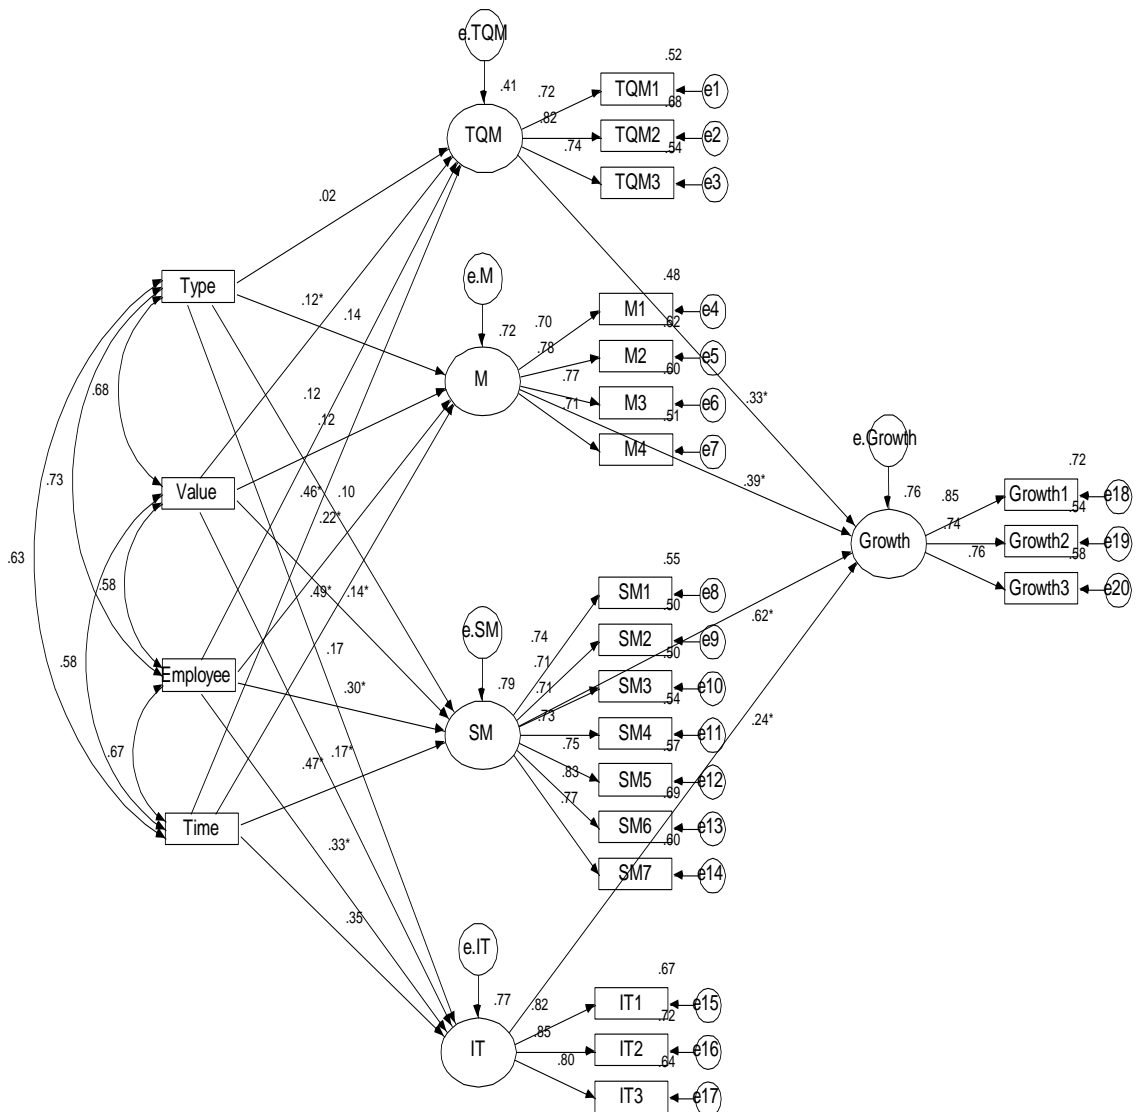 e.TQM
.52
.41
.72
TQM1
e1
.68
.82
TQM
TQM2
e2
.74
.54
TQM3
e3
.02
e.M
.48
Type
.12*
.14
.70
M1
e4
.72
.62
.78
M2
e5
M
.77
.60
.68
.12
.71
M3
e6
.33*
.12
.51
M4
e7
e.Growth
.73
Value
.46*
.10
.39*
.72
.76
.85
Growth1
e18
.22*
.54
.74
Growth
Growth2
e19
.76
.58
.63
.55
.58
.49*
.14*
SM1
e8
Growth3
e20
.50
.62*
e.SM
.74
SM2
e9
.17
.71
.50
.58
Employee
.30*
.79
.71
SM3
e10
.54
.73
.24*
SM
SM4
e11
.67
.47*
.17*
.75
.57
.83
SM5
e12
.77
.69
Time
SM6
e13
.33*
.60
SM7
e14
.35
e.IT
.67
.77
.82
IT1
e15
.72
.85
IT
IT2
e16
.80
.64
IT3
e17